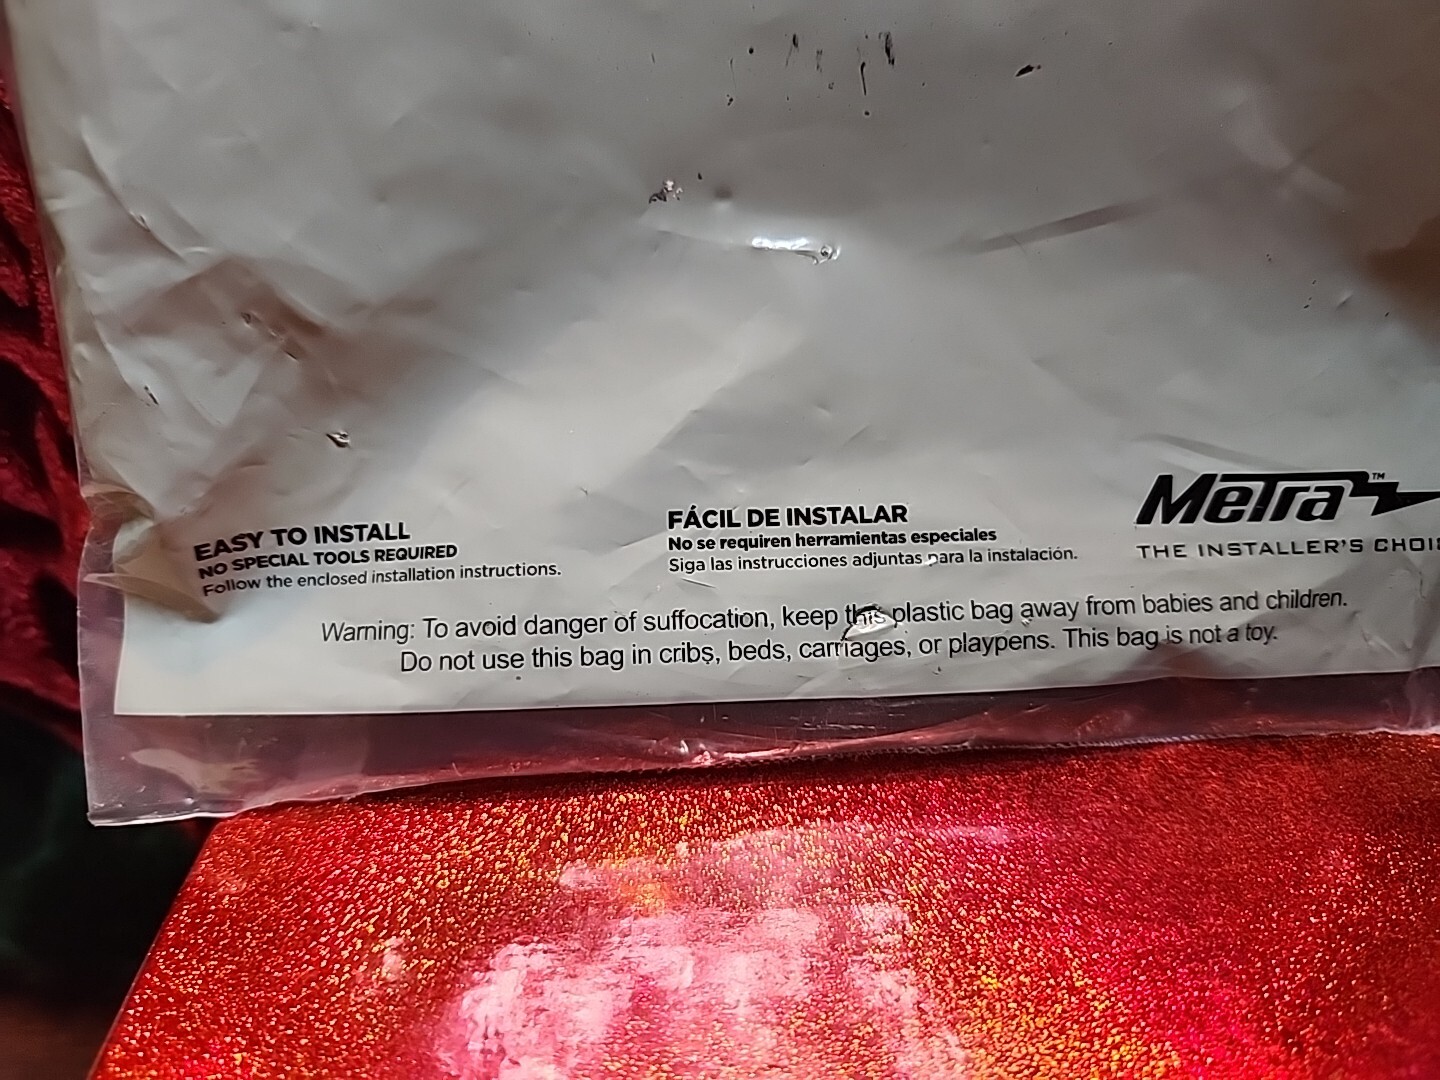 EASY TO INSTALL
NO SPECIAL TOOLS REQUIRED
Follow the enclosed installation instructions.
FÁCIL DE INSTALAR
No se requiren herramientas especiales
Siga las instrucciones adjuntas para la instalación.
Metra™
THE INSTALLER'S
Warning: To avoid danger of suffocation, keep this plastic bag away from babies and children.
Do not use this bag in cribs, beds, carriages, or playpens. This bag is not a toy.